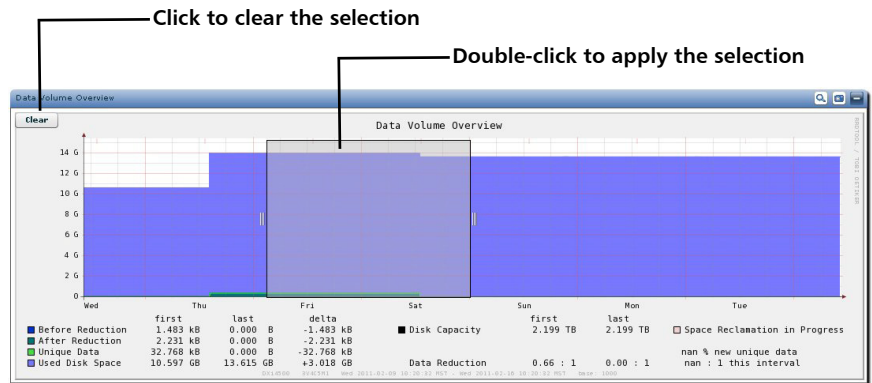 Click to clear the selection
Double-click to apply the selection
Data Volume Overview
Clear
Data Volume Overview
RRDTOOL / TOBI OETIKER
14 G
12 G
10 G
8 G
6 G
4 G
2 G
0
Wed Thu Fri Sat Sun Mon Tue
first last delta first last
Before Reduction 1.483 kB 0.000 B -1.483 kB Disk Capacity 2.199 TB 2.199 TB Space Reclamation in Progress
After Reduction 2.231 kB 0.000 B -2.231 kB
Unique Data 32.768 kB 0.000 B -32.768 kB nan % new unique data
Used Disk Space 10.597 GB 13.615 GB +3.018 GB Data Reduction 0.66 : 1 0.00 : 1 nan : 1 this interval